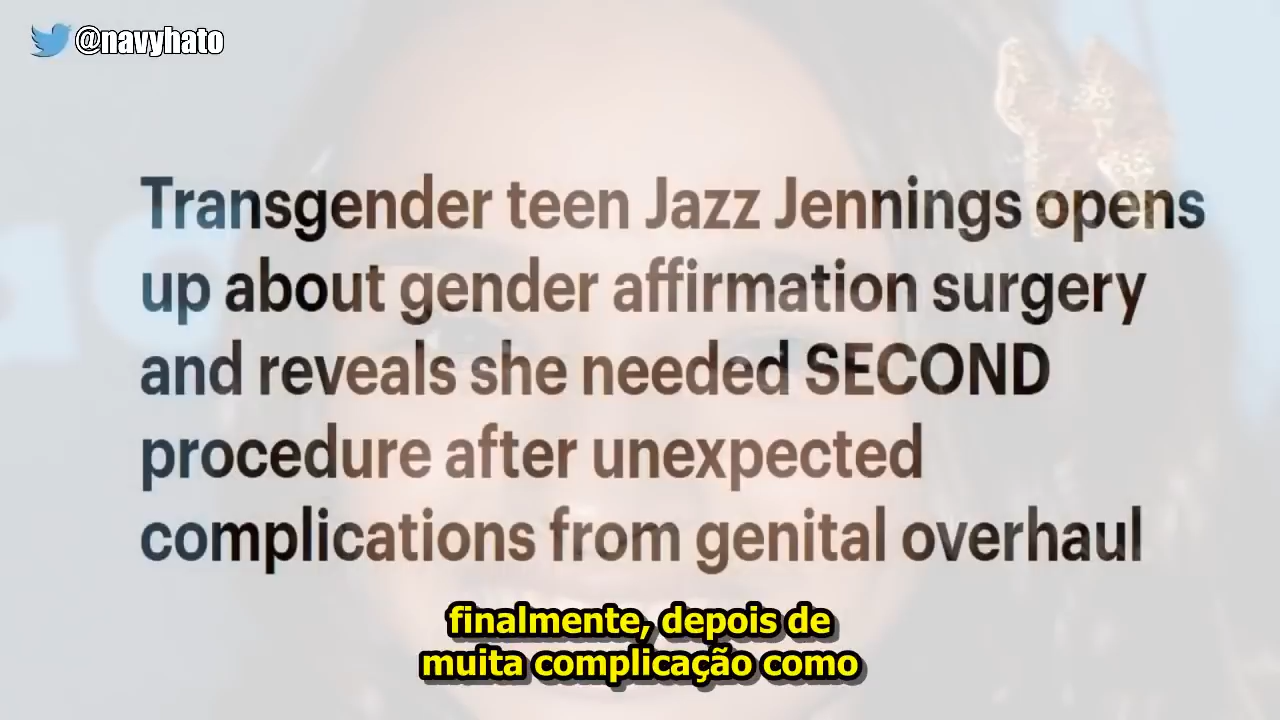 @navyhato
Transgender teen Jazz Jennings opens
up about gender affirmation surgery
and reveals she needed SECOND
procedure after unexpected
complications from genital overhaul
finalmente, depois de
muita complicação como